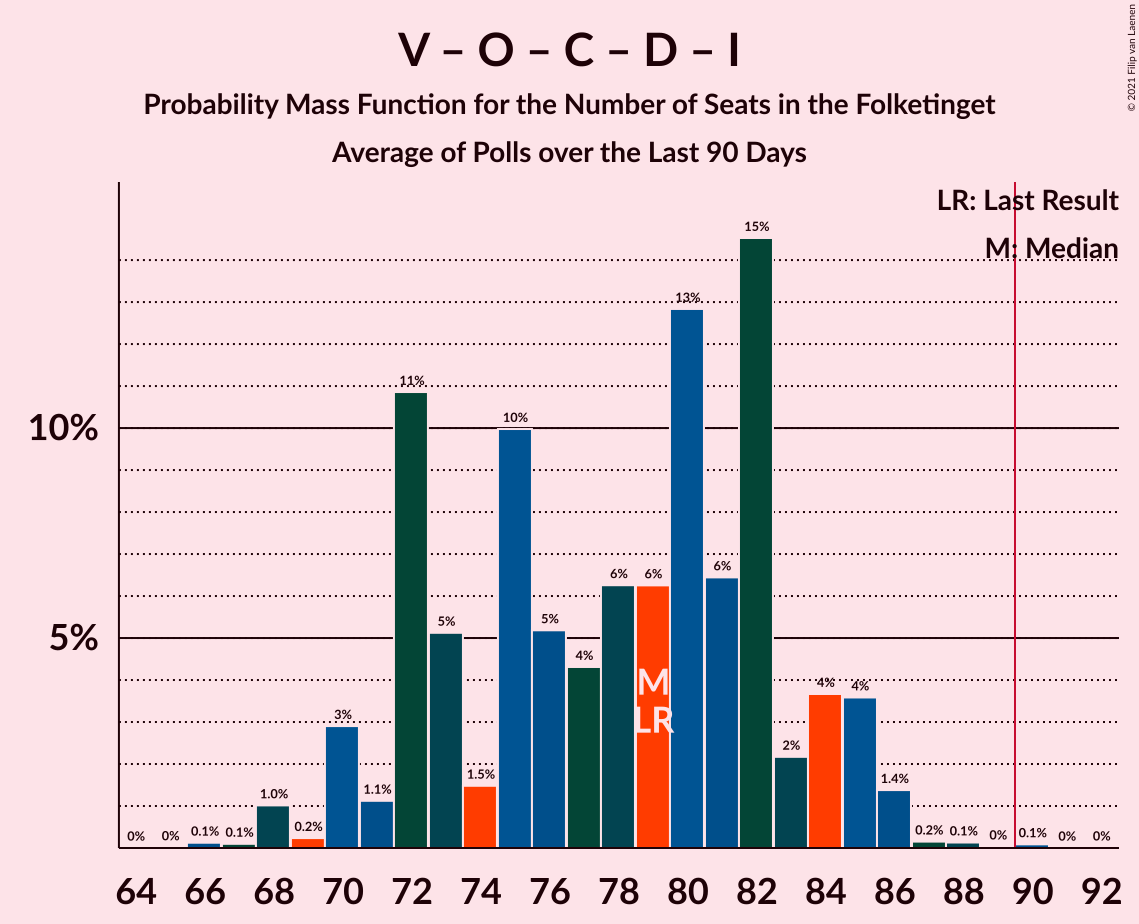 V – O – C – D – I
Probability Mass Function for the Number of Seats in the Folketinget
Average of Polls over the Last 90 Days
© 2021 Filip van Laenen
LR: Last Result
M: Median
10%
5%
0% 0% 0.1% 0.1% 1.0% 0.2% 3% 1.1% 11% 5% 1.5% 10% 5% 4% 6% 6% 13% 6% 15% 2% 4% 4% 1.4% 0.2% 0.1% 0% 0.1% 0% 0%
M
LR
64 66 68 70 72 74 76 78 80 82 84 86 88 90 92